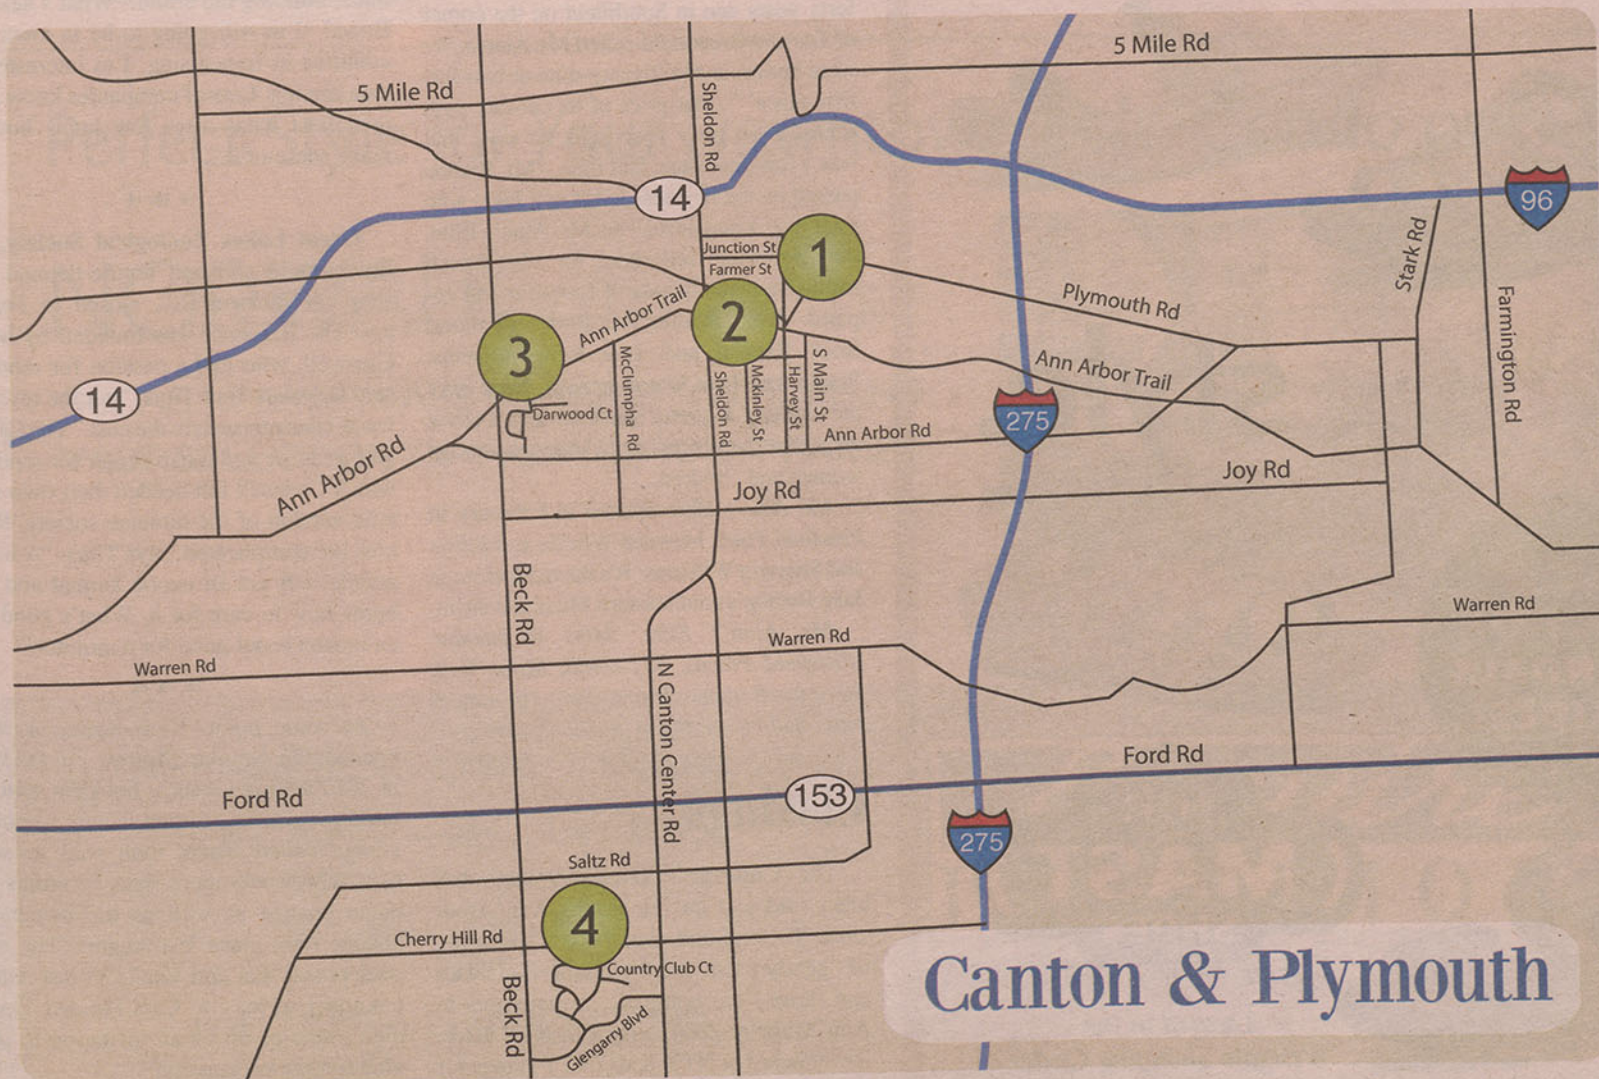 5 Mile Rd
5 Mile Rd
Sheldon Rd
14
96
Stark Rd
Junction St
1
Farmer St
Plymouth Rd
Farmington Rd
Ann Arbor Trail
2
3
Ann Arbor Trail
14
McClumpha Rd
Sheldon Rd
Mckinley St
Harvey St
S Main St
275
Darwood Ct
Ann Arbor Rd
Ann Arbor Rd
Joy Rd
Joy Rd
Beck Rd
Warren Rd
Warren Rd
Warren Rd
N Canton Center Rd
Ford Rd
Ford Rd
153
275
Saltz Rd
4
Cherry Hill Rd
Country Club Ct
Beck Rd
Glengarry Blvd
Canton & Plymouth